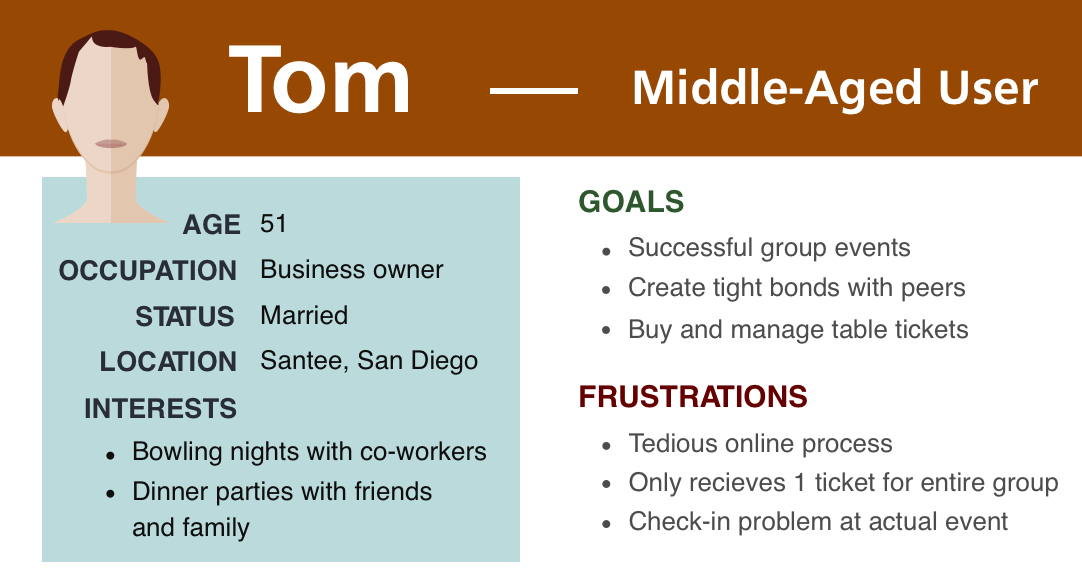 Tom — Middle-Aged User
AGE 51
OCCUPATION Business owner
STATUS Married
LOCATION Santee, San Diego
INTERESTS
• Bowling nights with co-workers
• Dinner parties with friends
and family
GOALS
• Successful group events
• Create tight bonds with peers
• Buy and manage table tickets
FRUSTRATIONS
• Tedious online process
• Only recieves 1 ticket for entire group
• Check-in problem at actual event